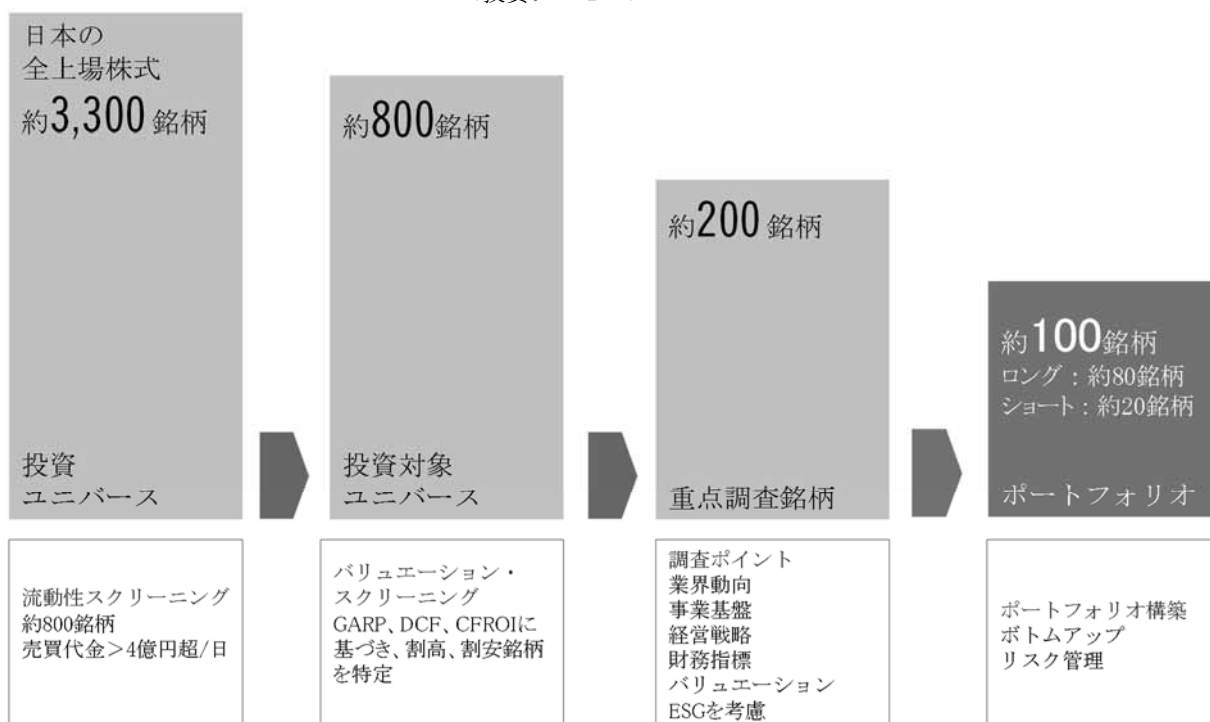 日本の
全上場株式
約3,300銘柄
投資
ユニバース
流動性スクリーニング
約800銘柄
売買代金＞4億円超/日
約800銘柄
投資対象
ユニバース
バリュエーション・
スクリーニング
GARP、DCF、CFROIに
基づき、割高、割安銘柄
を特定
約200銘柄
重点調査銘柄
調査ポイント
業界動向
事業基盤
経営戦略
財務指標
バリュエーション
ESGを考慮
約100銘柄
ロング：約80銘柄
ショート：約20銘柄
ポートフォリオ
ポートフォリオ構築
ボトムアップ
リスク管理